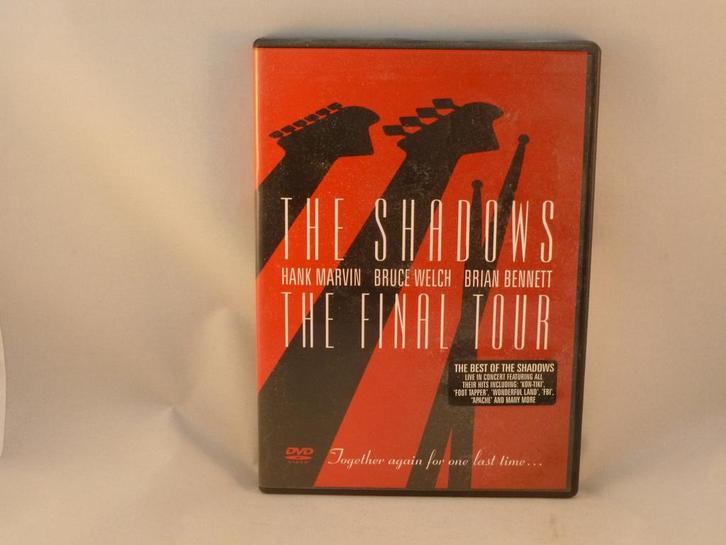 THE SHADOWS
HANK MARVIN BRUCE WELCH BRIAN BENNETT
THE FINAL TOUR
THE BEST OF THE SHADOWS
LIVE IN CONCERT FEATURING ALL
THEIR HITS INCLUDING: 'KON-TIKI',
'FOOT TAPPER', 'WONDERFUL LAND', 'FBI',
'APACHE' AND MANY MORE
DVD
VIDEO
Together again for one last time...